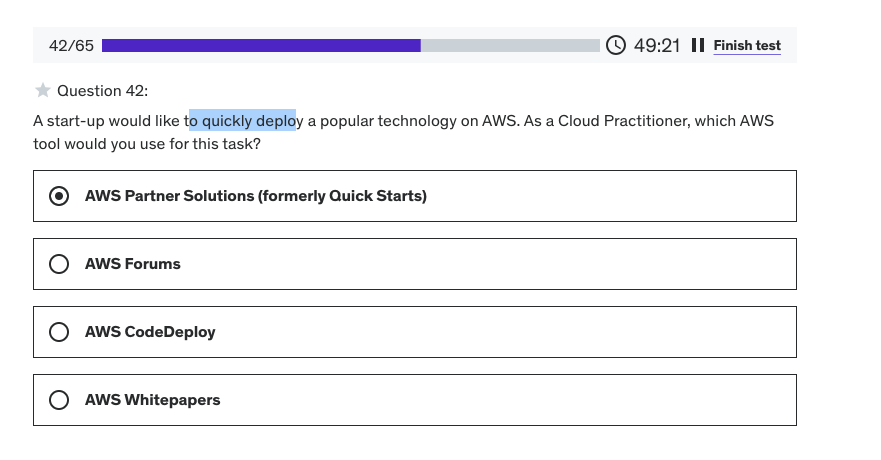 42/65 49:21 Finish test
Question 42:
A start-up would like to quickly deploy a popular technology on AWS. As a Cloud Practitioner, which AWS
tool would you use for this task?
AWS Partner Solutions (formerly Quick Starts)
AWS Forums
AWS CodeDeploy
AWS Whitepapers